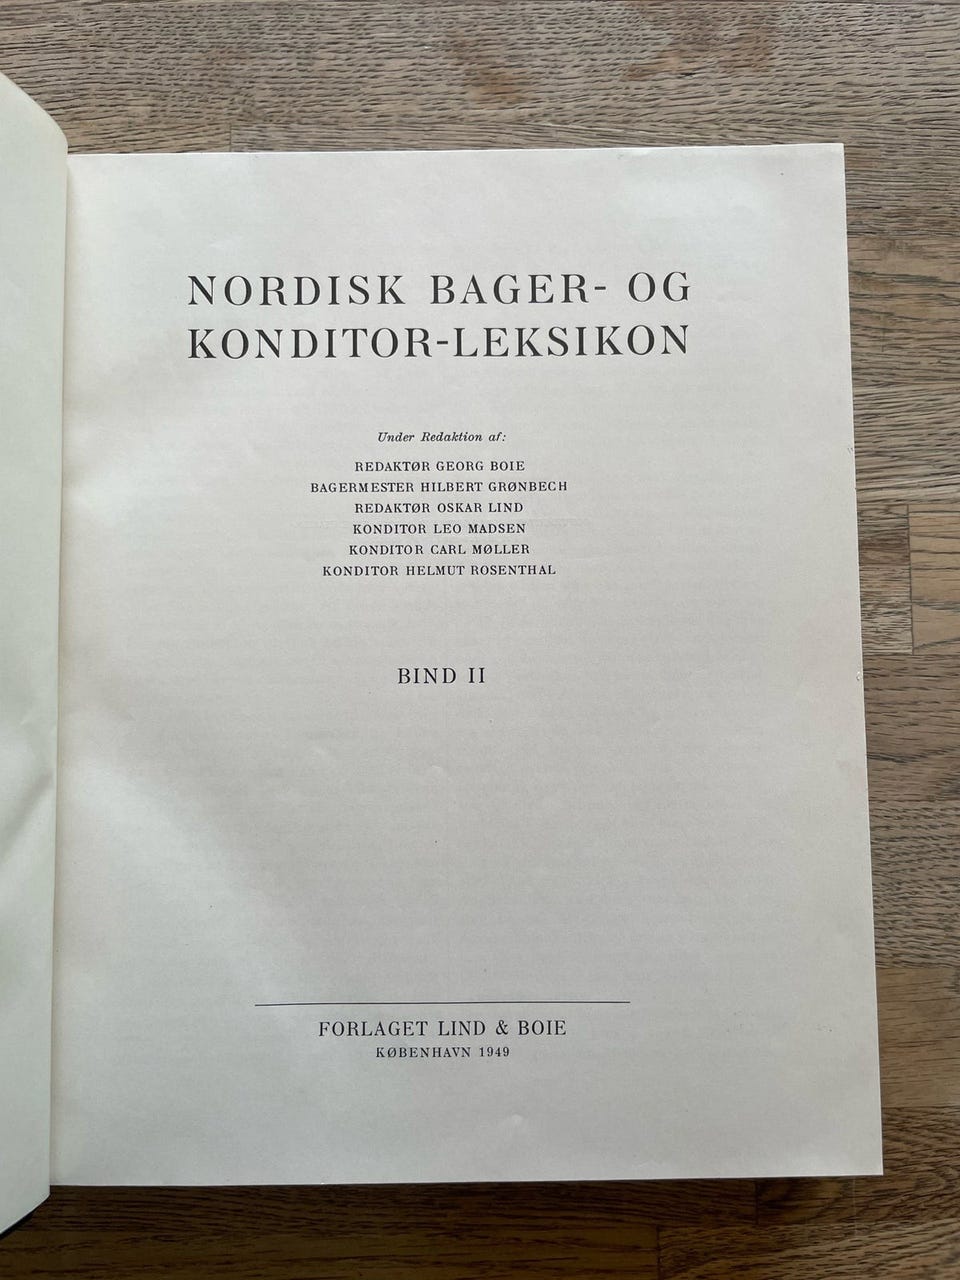 NORDISK BAGER- OG
KONDITOR-LEKSIKON
Under Redaktion af:
REDAKTØR GEORG BOIE
BAGERMESTER HILBERT GRØNBECH
REDAKTØR OSKAR LIND
KONDITOR LEO MADSEN
KONDITOR CARL MØLLER
KONDITOR HELMUT ROSENTHAL
BIND II
FORLAGET LIND & BOIE
KØBENHAVN 1949